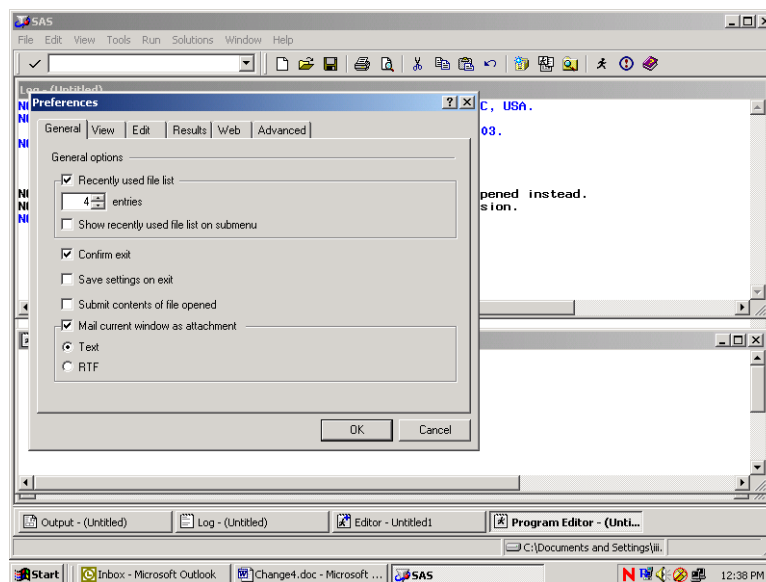 SAS
File Edit View Tools Run Solutions Window Help
Log - (Untitled)
Preferences
C, USA.
03.
pened instead.
sion.
General View Edit Results Web Advanced
General options
Recently used file list
4 entries
Show recently used file list on submenu
Confirm exit
Save settings on exit
Submit contents of file opened
Mail current window as attachment
Text
RTF
OK Cancel
Output - (Untitled) Log - (Untitled) Editor - Untitled1 Program Editor - (Unti...
C:\Documents and Settings\iii.
Start Inbox - Microsoft Outlook Change4.doc - Microsoft ... SAS 12:38 PM